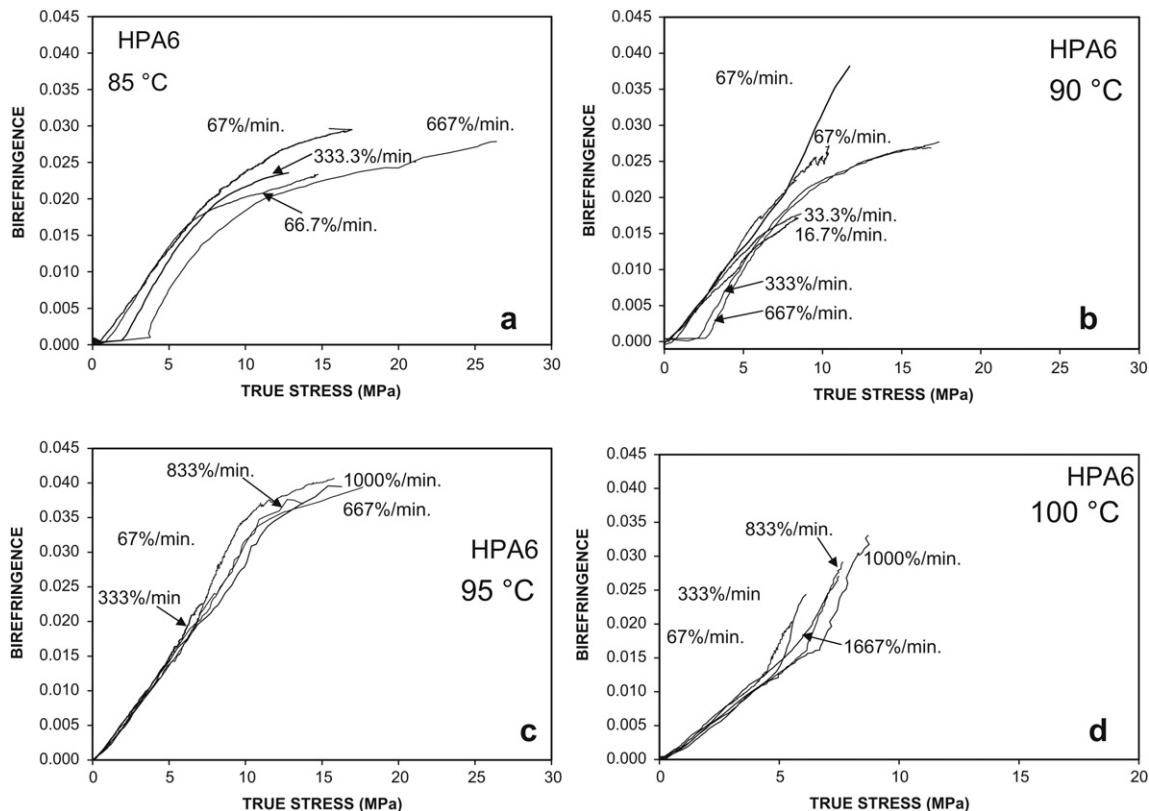 0.045
0.040
0.035
0.030
0.025
0.020
0.015
0.010
0.005
0.000
BIREFRINGENCE
HPA6
85 °C
67%/min.
667%/min.
333.3%/min.
66.7%/min.
a
0 5 10 15 20 25 30
TRUE STRESS (MPa)
0.045
0.040
0.035
0.030
0.025
0.020
0.015
0.010
0.005
0.000
BIREFRINGENCE
HPA6
90 °C
67%/min.
67%/min.
33.3%/min.
16.7%/min.
333%/min.
667%/min.
b
0 5 10 15 20 25 30
TRUE STRESS (MPa)
0.045
0.040
0.035
0.030
0.025
0.020
0.015
0.010
0.005
0.000
BIREFRINGENCE
833%/min.
1000%/min.
667%/min.
67%/min.
HPA6
95 °C
333%/min
c
0 5 10 15 20 25 30
TRUE STRESS (MPa)
0.045
0.040
0.035
0.030
0.025
0.020
0.015
0.010
0.005
0.000
BIREFRINGENCE
HPA6
100 °C
833%/min.
1000%/min.
333%/min
67%/min.
1667%/min.
d
0 5 10 15 20
TRUE STRESS (MPa)